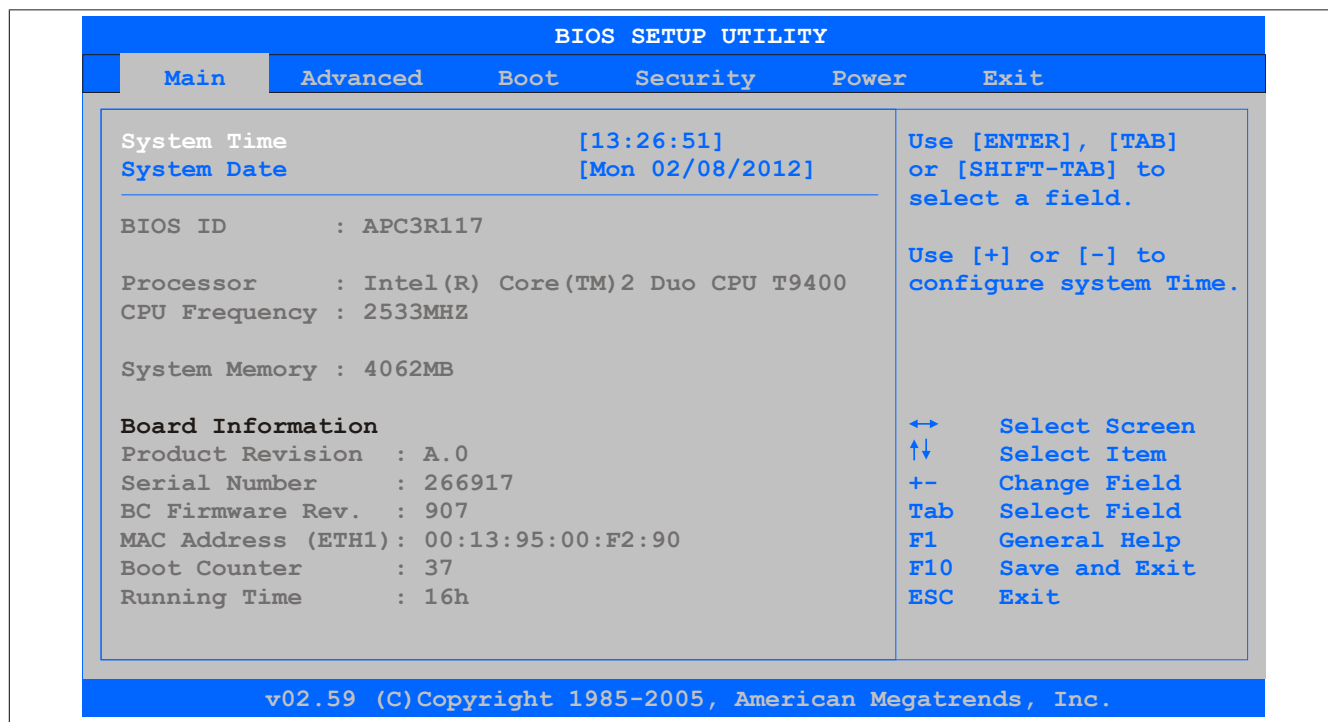 BIOS SETUP UTILITY
Main Advanced Boot Security Power Exit
System Time [13:26:51]
System Date [Mon 02/08/2012]
BIOS ID : APC3R117
Processor : Intel(R) Core(TM)2 Duo CPU T9400
CPU Frequency : 2533MHZ
System Memory : 4062MB
Board Information
Product Revision : A.0
Serial Number : 266917
BC Firmware Rev. : 907
MAC Address (ETH1): 00:13:95:00:F2:90
Boot Counter : 37
Running Time : 16h
Use [ENTER], [TAB]
or [SHIFT-TAB] to
select a field.
Use [+] or [-] to
configure system Time.
↔ Select Screen
↑↓ Select Item
+- Change Field
Tab Select Field
F1 General Help
F10 Save and Exit
ESC Exit
v02.59 (C)Copyright 1985-2005, American Megatrends, Inc.